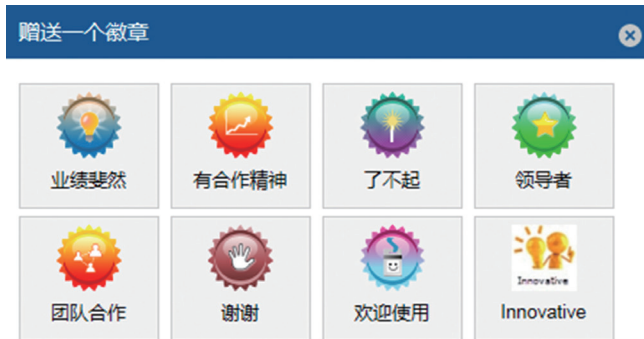 赠送一个徽章
业绩斐然
有合作精神
了不起
领导者
团队合作
谢谢
欢迎使用
Innovative
Innovative